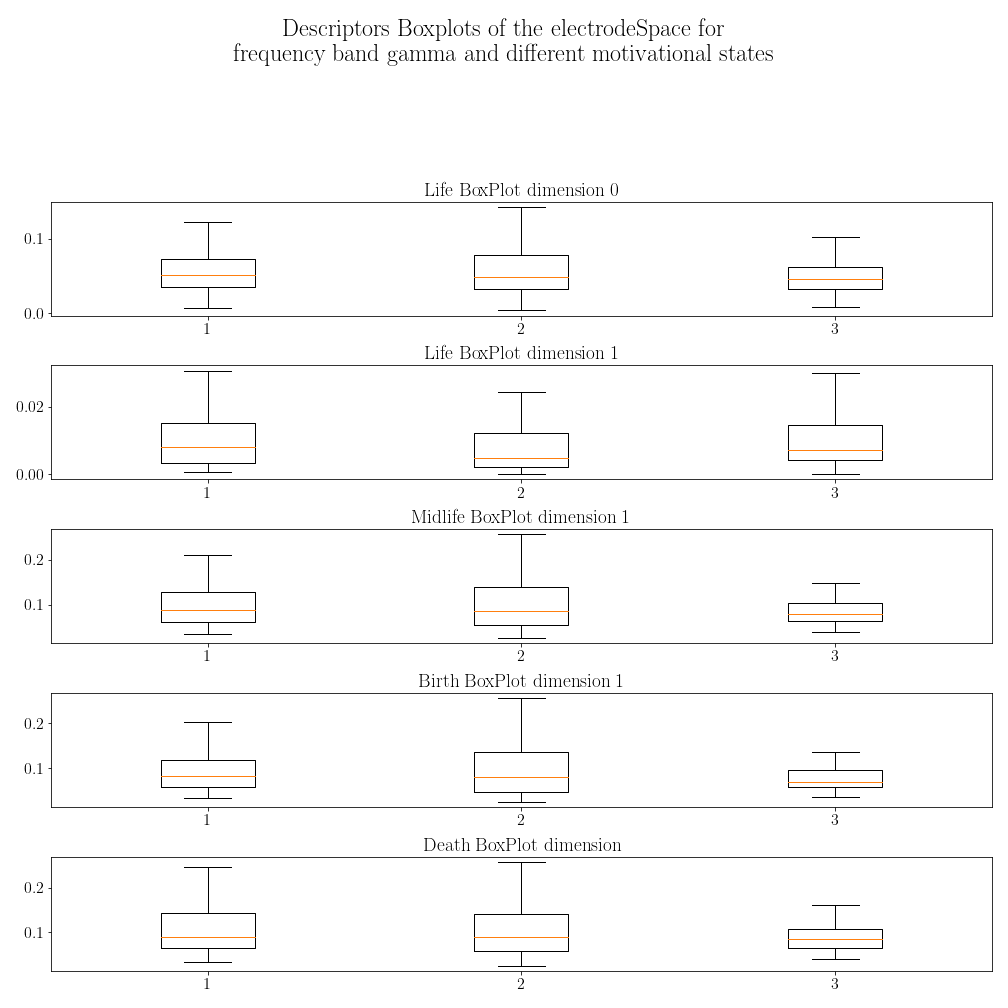 Descriptors Boxplots of the electrodeSpace for
frequency band gamma and different motivational states
Life BoxPlot dimension 0
0.1
0.0
1 2 3
Life BoxPlot dimension 1
0.02
0.00
1 2 3
Midlife BoxPlot dimension 1
0.2
0.1
1 2 3
Birth BoxPlot dimension 1
0.2
0.1
1 2 3
Death BoxPlot dimension
0.2
0.1
1 2 3